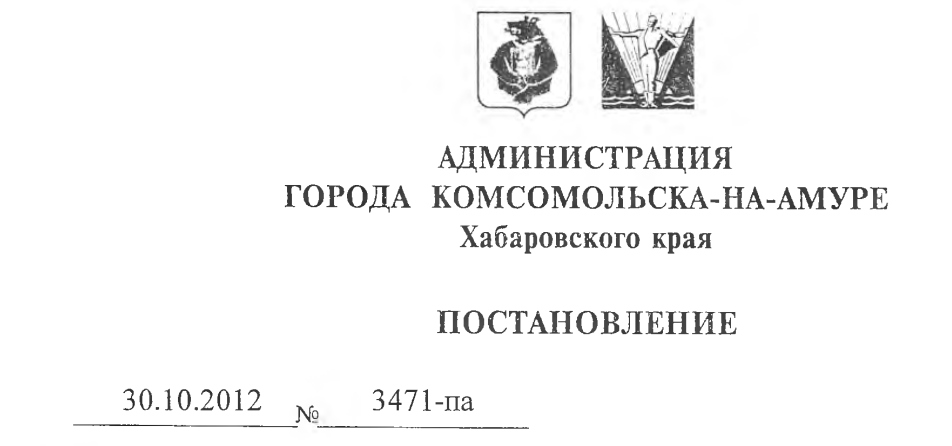 АДМИНИСТРАЦИЯ
ГОРОДА КОМСОМОЛЬСКА-НА-АМУРЕ
Хабаровского края
ПОСТАНОВЛЕНИЕ
30.10.2012 № 3471-па